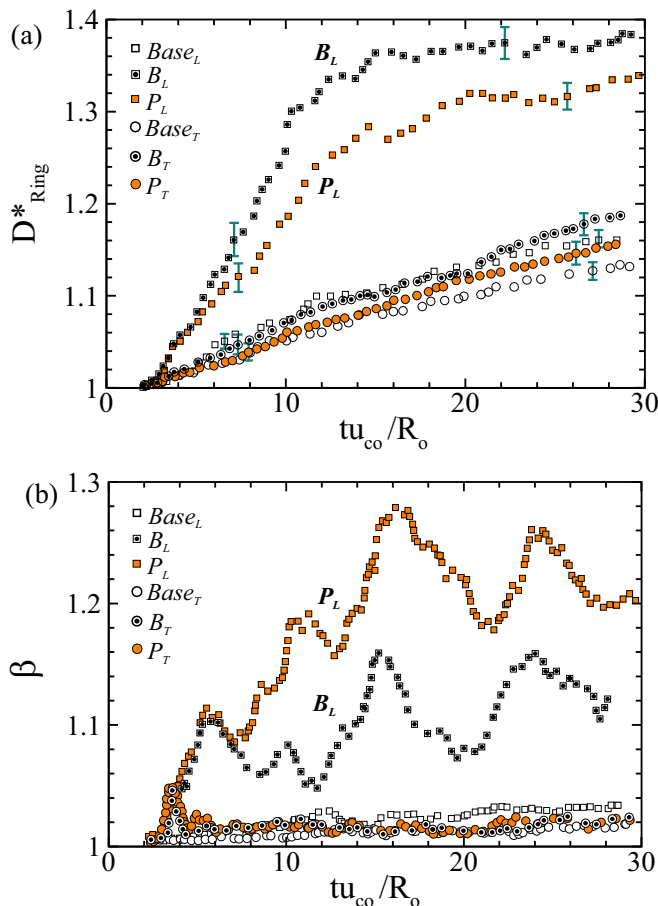 (a)
1.4
1.3
1.2
1.1
1
D*Ring
Base_L
B_L
P_L
Base_T
B_T
P_T
B_L
P_L
0 10 20 30
tu_co/R_o
(b)
1.3
1.2
1.1
1
β
Base_L
B_L
P_L
Base_T
B_T
P_T
P_L
B_L
0 10 20 30
tu_co/R_o